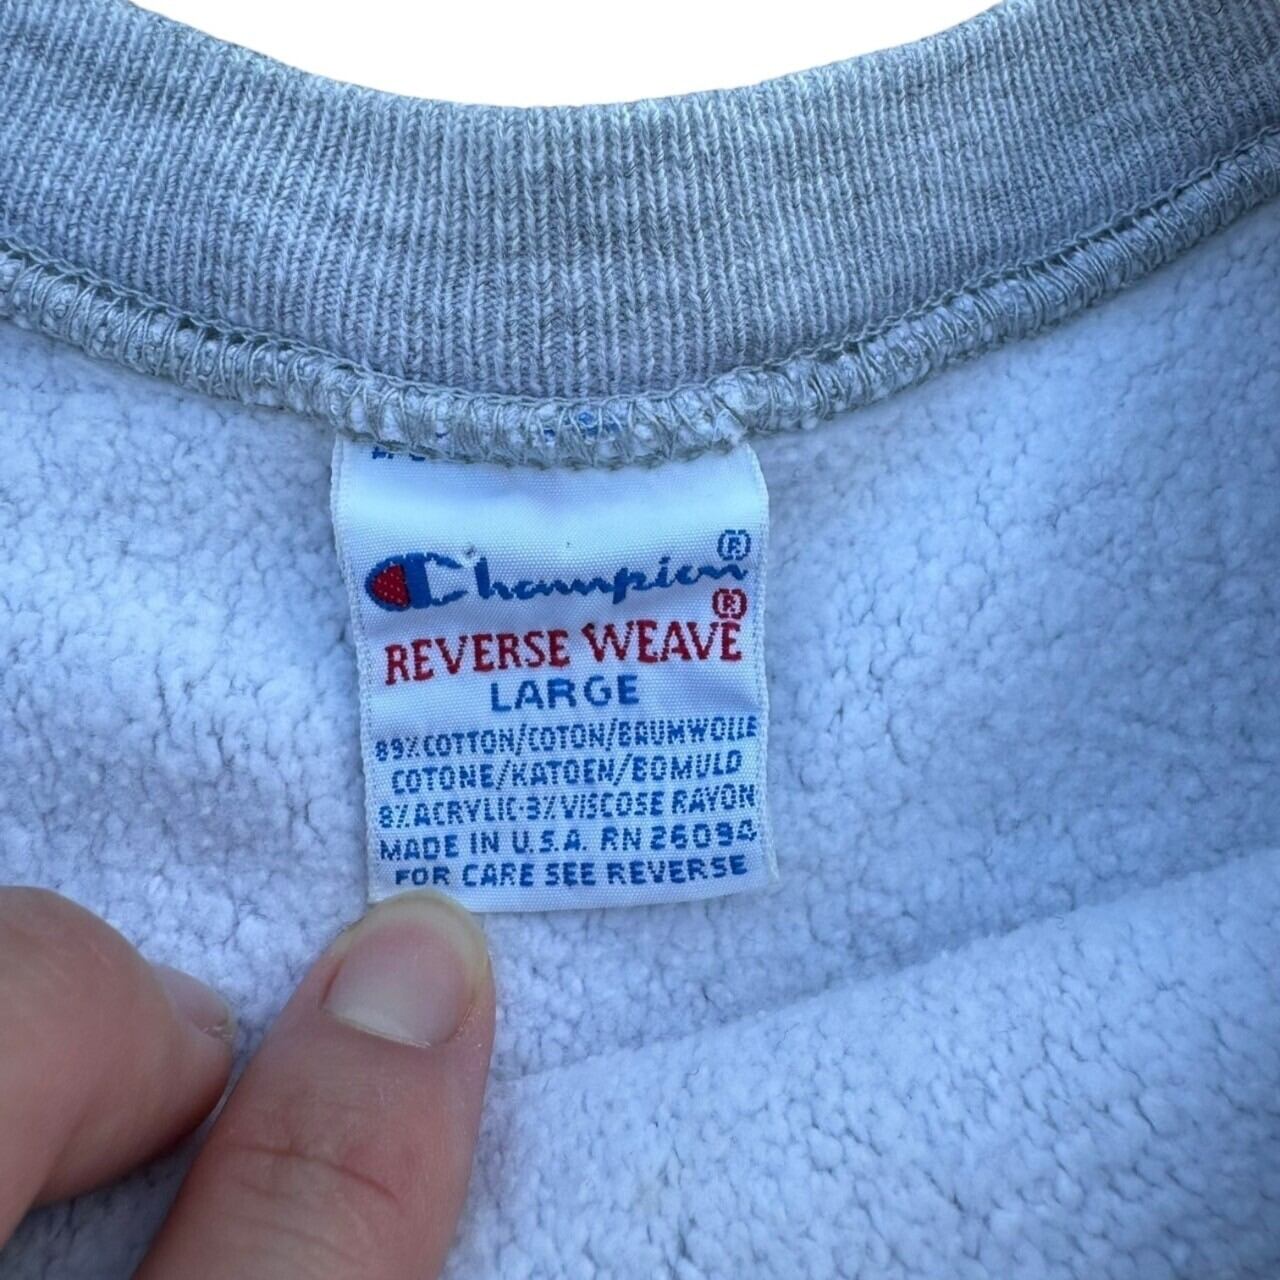 Champion®
REVERSE WEAVE®
LARGE
89% COTTON/COTON/BAUMWOLLE
COTONE/KATOEN/BOMULD
8% ACRYLIC·3% VISCOSE RAYON
MADE IN U.S.A. RN 26094
FOR CARE SEE REVERSE